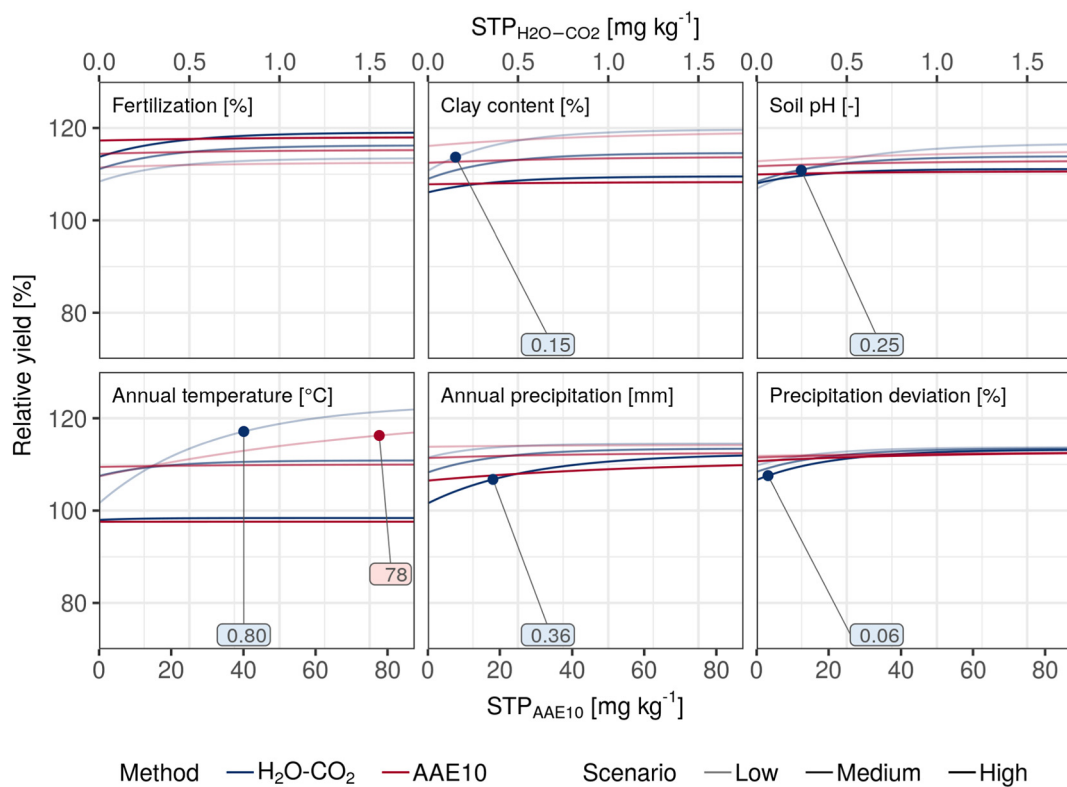 STP_H2O−CO2 [mg kg⁻¹]
0.0 0.5 1.0 1.5 0.0 0.5 1.0 1.5 0.0 0.5 1.0 1.5
Fertilization [%] Clay content [%] Soil pH [-]
120
100
80
0.15 0.25
Relative yield [%]
Annual temperature [°C] Annual precipitation [mm] Precipitation deviation [%]
120
100
80
78
0.80 0.36 0.06
0 20 40 60 80 0 20 40 60 80 0 20 40 60 80
STP_AAE10 [mg kg⁻¹]
Method H₂O-CO₂ AAE10 Scenario Low Medium High